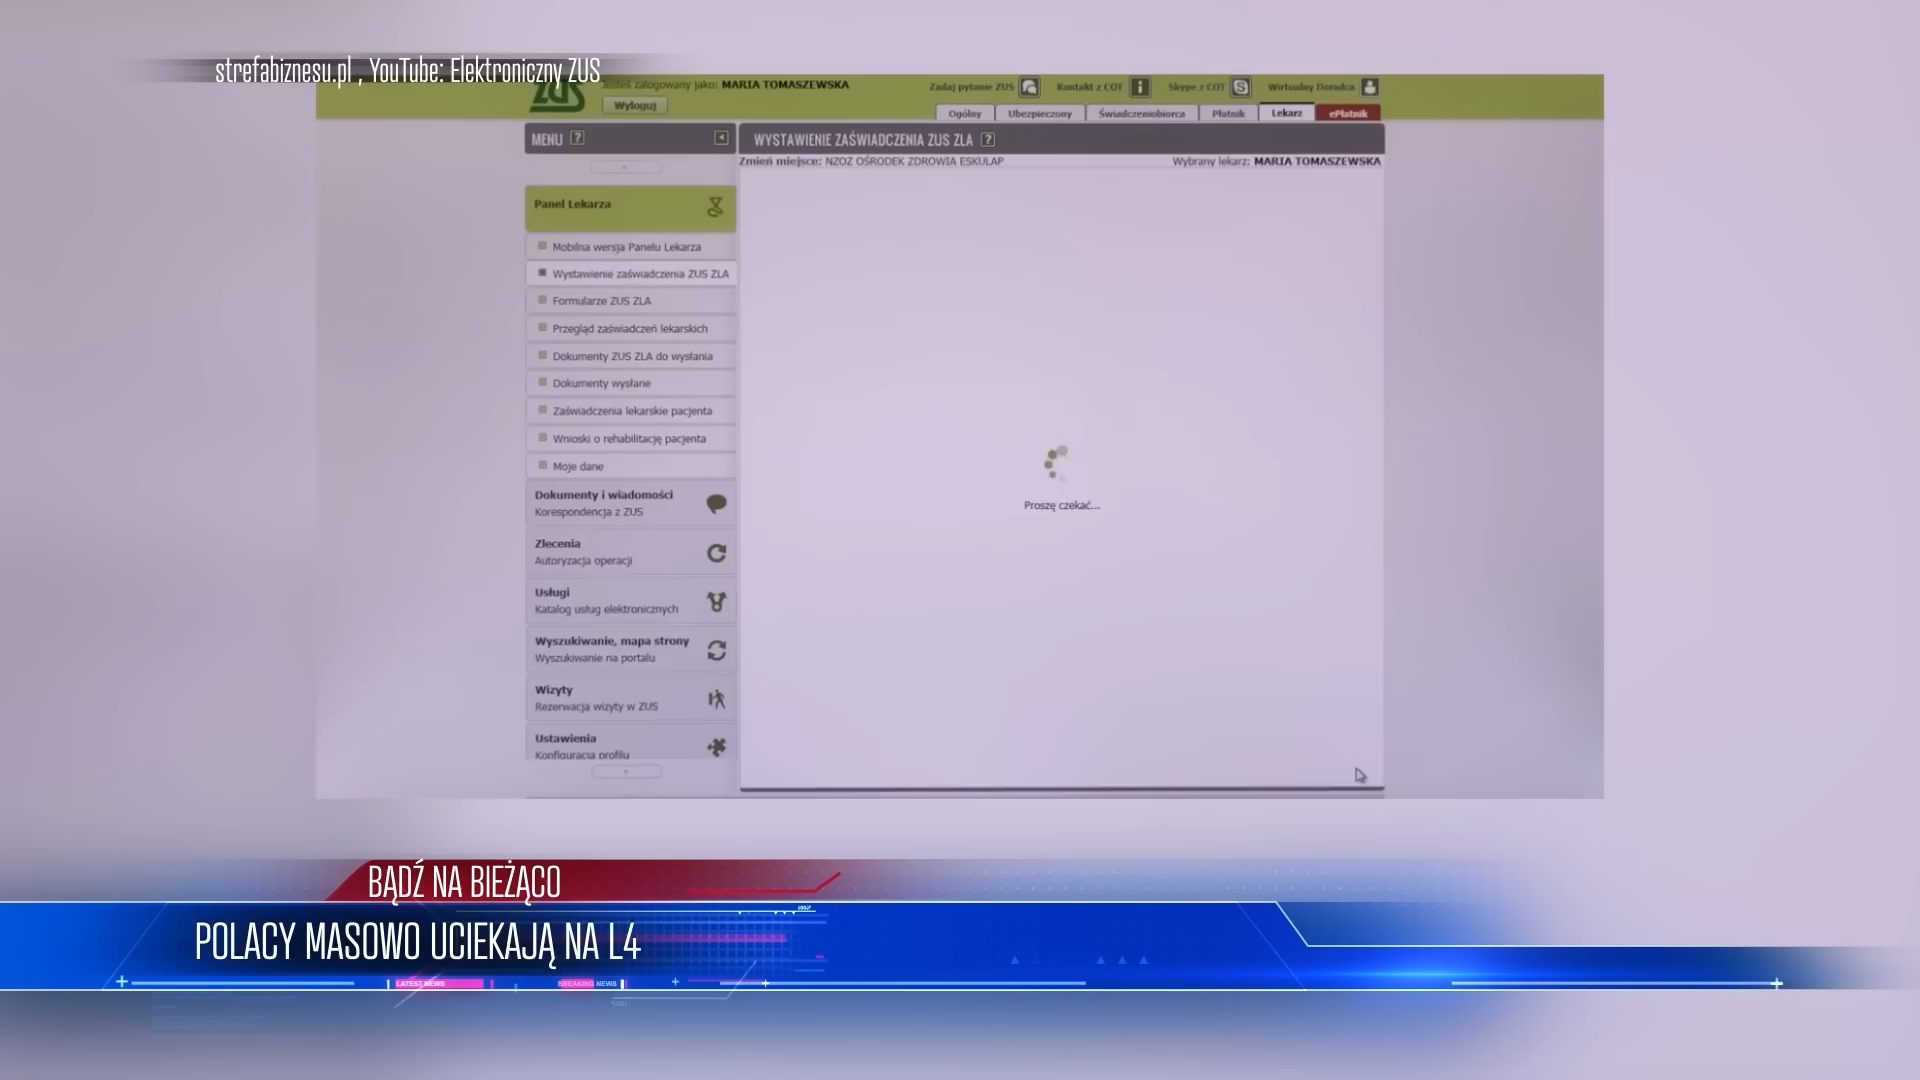 strefabiznesu.pl , YouTube: Elektroniczny ZUS
ZUS
Jesteś zalogowany jako: MARIA TOMASZEWSKA
Wyloguj
Zadaj pytanie ZUS
Kontakt z COT
Skype z COT
Wirtualny Doradca
Ogólny
Ubezpieczony
Świadczeniobiorca
Płatnik
Lekarz
ePłatnik
MENU ?
WYSTAWIENIE ZAŚWIADCZENIA ZUS ZLA ?
Zmień miejsce: NZOZ OŚRODEK ZDROWIA ESKULAP
Wybrany lekarz: MARIA TOMASZEWSKA
Panel Lekarza
Mobilna wersja Panelu Lekarza
Wystawienie zaświadczenia ZUS ZLA
Formularze ZUS ZLA
Przegląd zaświadczeń lekarskich
Dokumenty ZUS ZLA do wysłania
Dokumenty wysłane
Zaświadczenia lekarskie pacjenta
Wnioski o rehabilitację pacjenta
Moje dane
Dokumenty i wiadomości
Korespondencja z ZUS
Zlecenia
Autoryzacja operacji
Usługi
Katalog usług elektronicznych
Wyszukiwanie, mapa strony
Wyszukiwanie na portalu
Wizyty
Rezerwacja wizyty w ZUS
Ustawienia
Konfiguracja profilu
Proszę czekać...
BĄDŹ NA BIEŻĄCO
POLACY MASOWO UCIEKAJĄ NA L4
LATEST NEWS
BREAKING NEWS